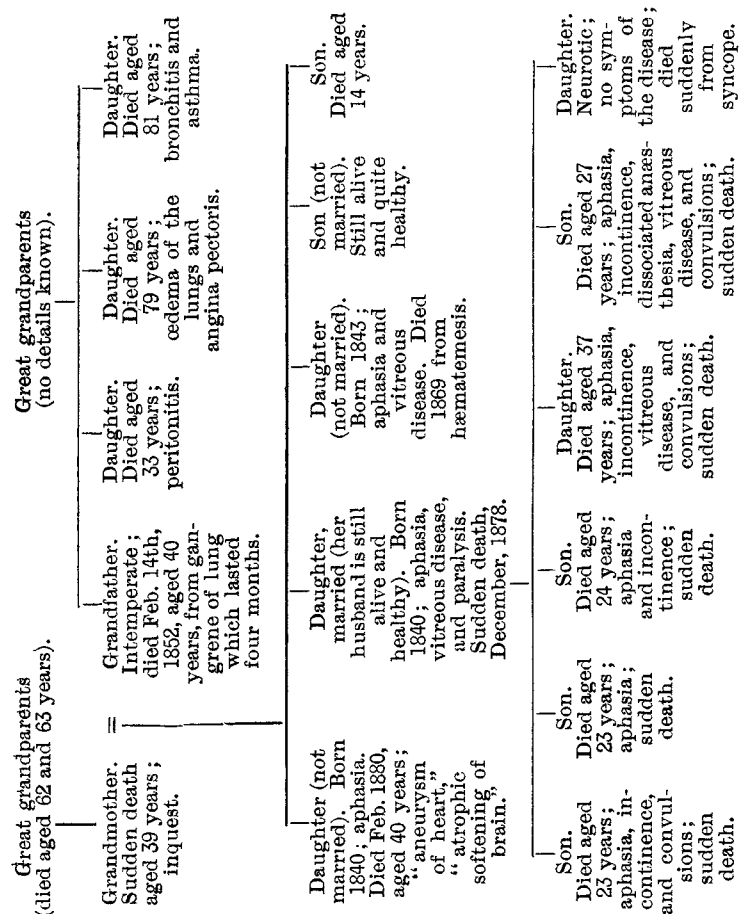 Great grandparents
(died aged 62 and 63 years).
Great grandparents
(no details known).
Grandmother.
Sudden death
aged 39 years;
inquest.
=
Grandfather.
Intemperate;
died Feb. 14th,
1852, aged 40
years, from gan-
grene of lung
which lasted
four months.
Daughter.
Died aged
33 years;
peritonitis.
Daughter.
Died aged
79 years;
œdema of the
lungs and
angina pectoris.
Daughter.
Died aged
81 years;
bronchitis and
asthma.
Daughter (not
married). Born
1840; aphasia.
Died Feb. 1880,
aged 40 years;
"aneurysm
of heart,"
"atrophic
softening of
brain."
Daughter,
married (her
husband is still
alive and
healthy). Born
1840; aphasia,
vitreous disease,
and paralysis.
Sudden death,
December, 1878.
Daughter
(not married).
Born 1843;
aphasia and
vitreous
disease. Died
1869 from
hæmatemesis.
Son (not
married).
Still alive
and quite
healthy.
Son.
Died aged
14 years.
Son.
Died aged
23 years;
aphasia, in-
continence,
and convul-
sions;
sudden
death.
Son.
Died aged
23 years;
aphasia;
sudden
death.
Son.
Died aged
24 years;
aphasia
and incon-
tinence;
sudden
death.
Daughter.
Died aged 37
years; aphasia,
incontinence,
vitreous
disease, and
convulsions;
sudden death.
Son.
Died aged 27
years; aphasia,
incontinence,
dissociated anæs-
thesia, vitreous
disease, and
convulsions;
sudden death.
Daughter.
Neurotic;
no sym-
ptoms of
the disease;
died
suddenly
from
syncope.